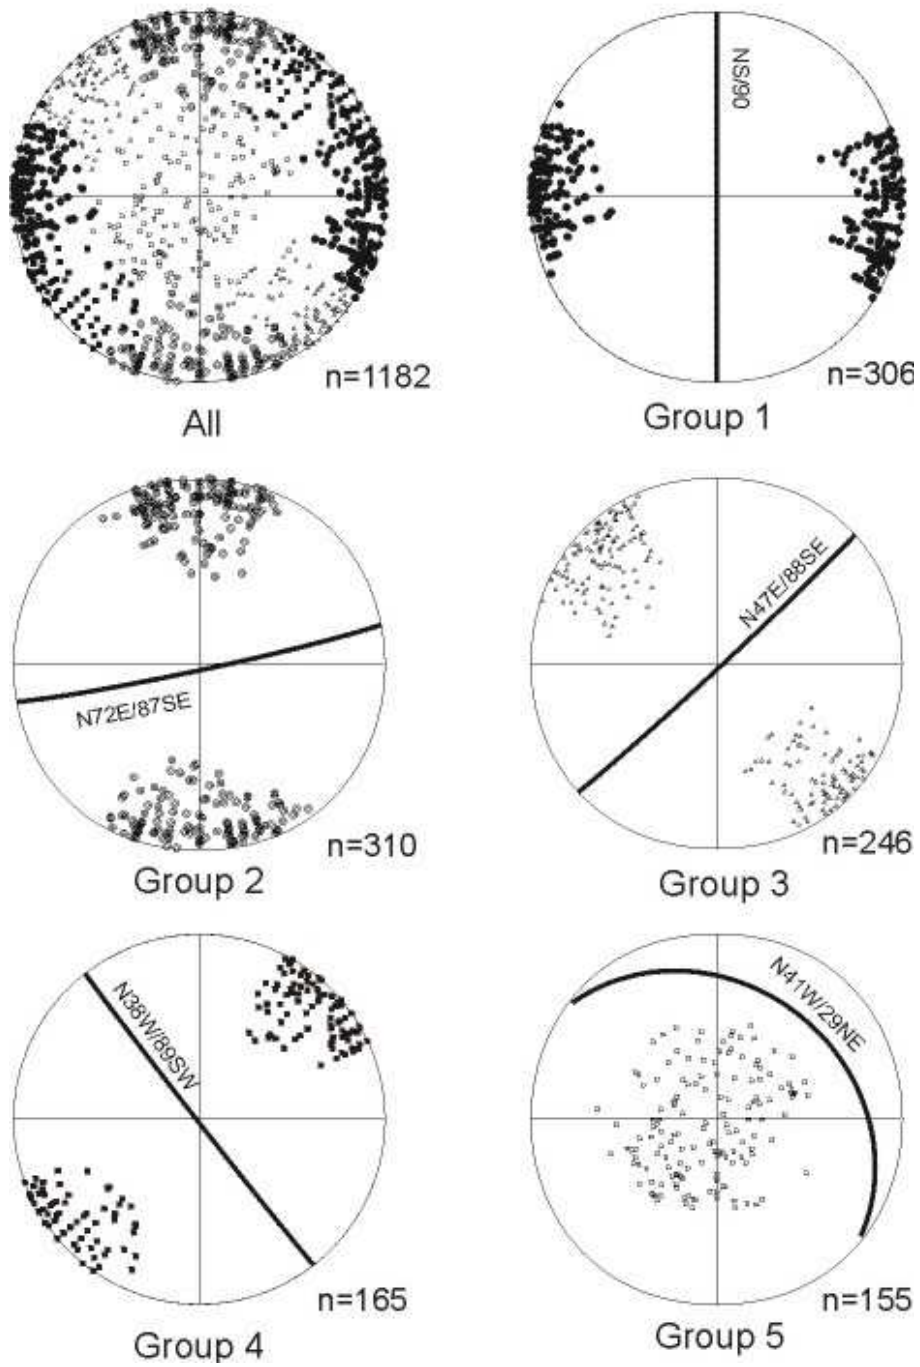 NS/90
n=1182
n=306
All
Group 1
N72E/87SE
N47E/88SE
n=310
n=246
Group 2
Group 3
N38W/89SW
N41W/29NE
n=165
n=155
Group 4
Group 5